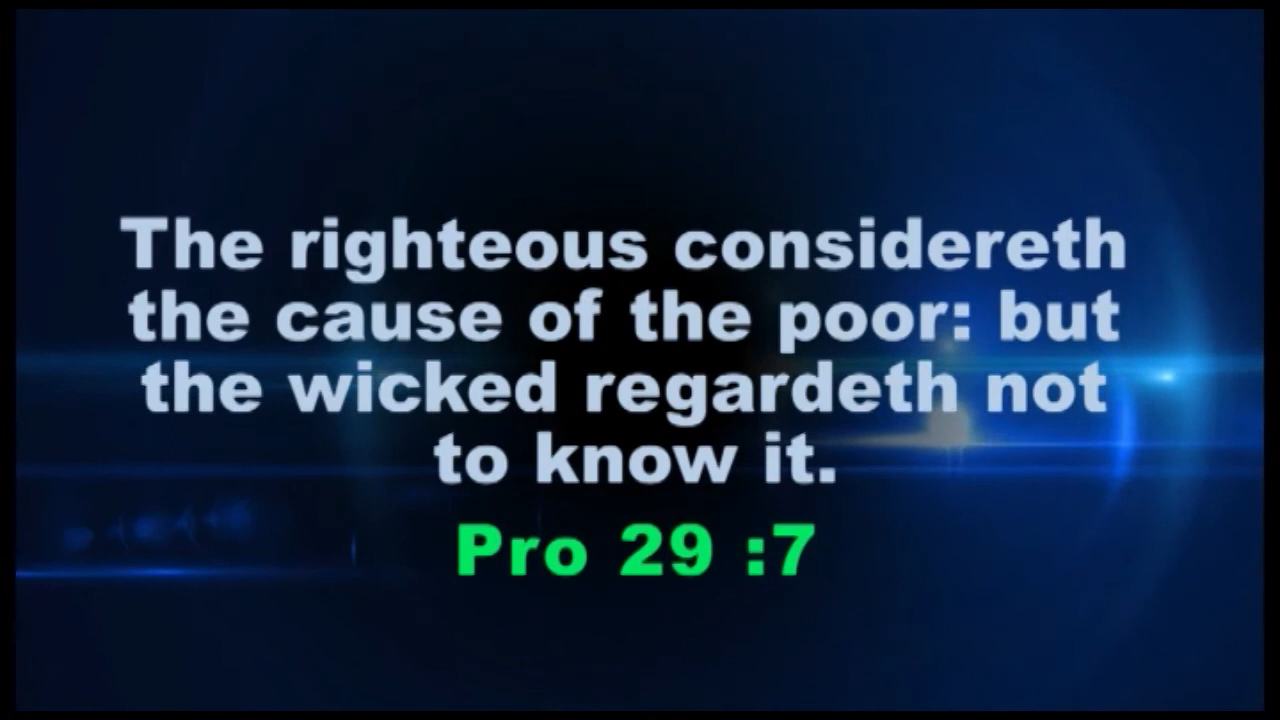 The righteous considereth
the cause of the poor: but
the wicked regardeth not
to know it.
Pro 29 :7